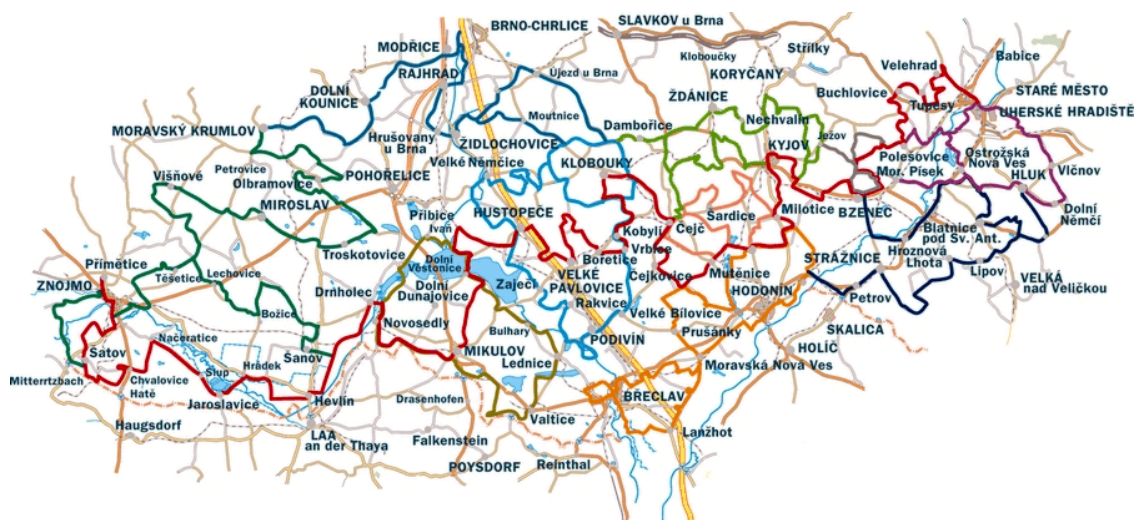 BRNO-CHRLICE
SLAVKOV u Brna
MODŘICE
Kloboučky
Střílky
Babice
RAJHRAD
Újezd u Brna
KORYČANY
Velehrad
DOLNÍ
KOUNICE
ŽDÁNICE
Buchlovice
STARÉ MĚSTO
Tupesy
UHERSKÉ HRADIŠTĚ
Moutnice
Nechvalín
MORAVSKÝ KRUMLOV
Hrušovany
u Brna
Dambořice
Ježov
ŽIDLOCHOVICE
KYJOV
Polesovice
Ostrožská
Nová Ves
Petrovice
Velké Němčice
KLOBOUKY
Mor. Písek
Vlčnov
Višňové
Olbramovice
POHOŘELICE
HLUK
MIROSLAV
Přibice
HUSTOPEČE
Šardice
Milotice
BZENEC
Dolní
Němčí
Ivaň
Kobylí
Cejč
Blatnice
pod Sv. Ant.
Vrbice
Troskotovice
Bořetice
Hroznová
Lhota
Přímětice
Dolní
Věstonice
STRÁŽNICE
Lechovice
Těšetice
VELKÉ
PAVLOVICE
Čejkovice
Mutěnice
Lipov
ZNOJMO
Zaječí
VELKÁ
nad Veličkou
Drnholec
Dolní
Dunajovice
HODONÍN
Petrov
Rakvice
Božice
Velké Bílovice
Novosedly
Bulhary
Prušánky
SKALICA
Načeratice
PODIVÍN
Šatov
Šanov
MIKULOV
Lednice
HOLÍČ
Hrádek
Moravská Nová Ves
Mitterrtzbach
Chvalovice
Hatě
Slup
Jaroslavice
Hevlín
Drasenhofen
BŘECLAV
Valtice
Haugsdorf
LAA
an der Thaya
Falkenstein
Lanžhot
POYSDORF
Reinthal